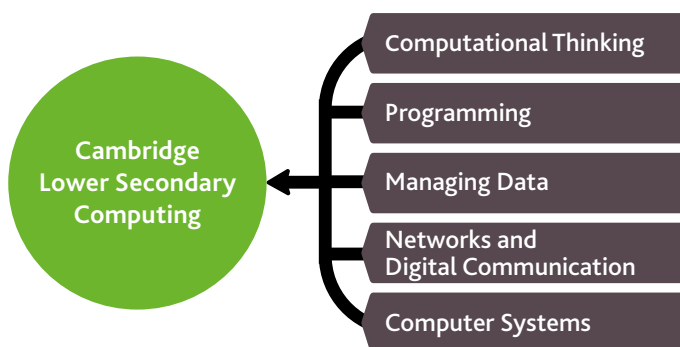 Cambridge
Lower Secondary
Computing
Computational Thinking
Programming
Managing Data
Networks and
Digital Communication
Computer Systems